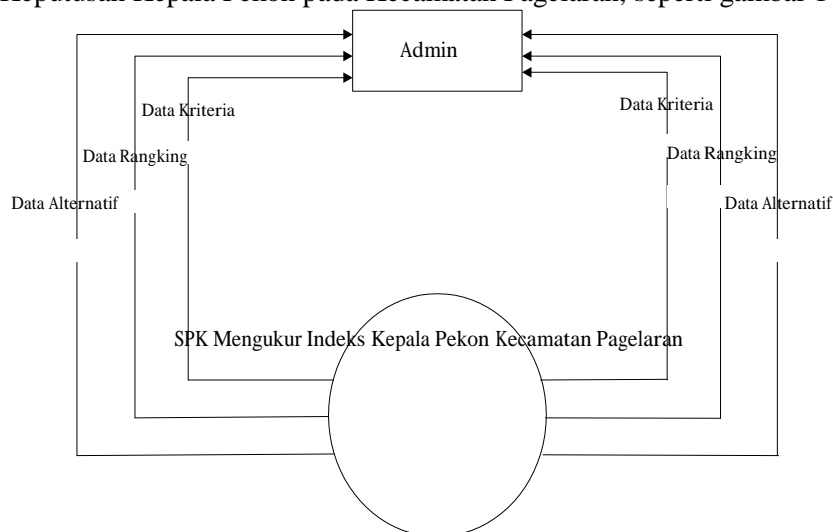 Keputusan Kepala Pekon pada Kecamatan Pagelaran, seperti gambar 1
Admin
Data Kriteria
Data Kriteria
Data Rangking
Data Rangking
Data Alternatif
Data Alternatif
SPK Mengukur Indeks Kepala Pekon Kecamatan Pagelaran